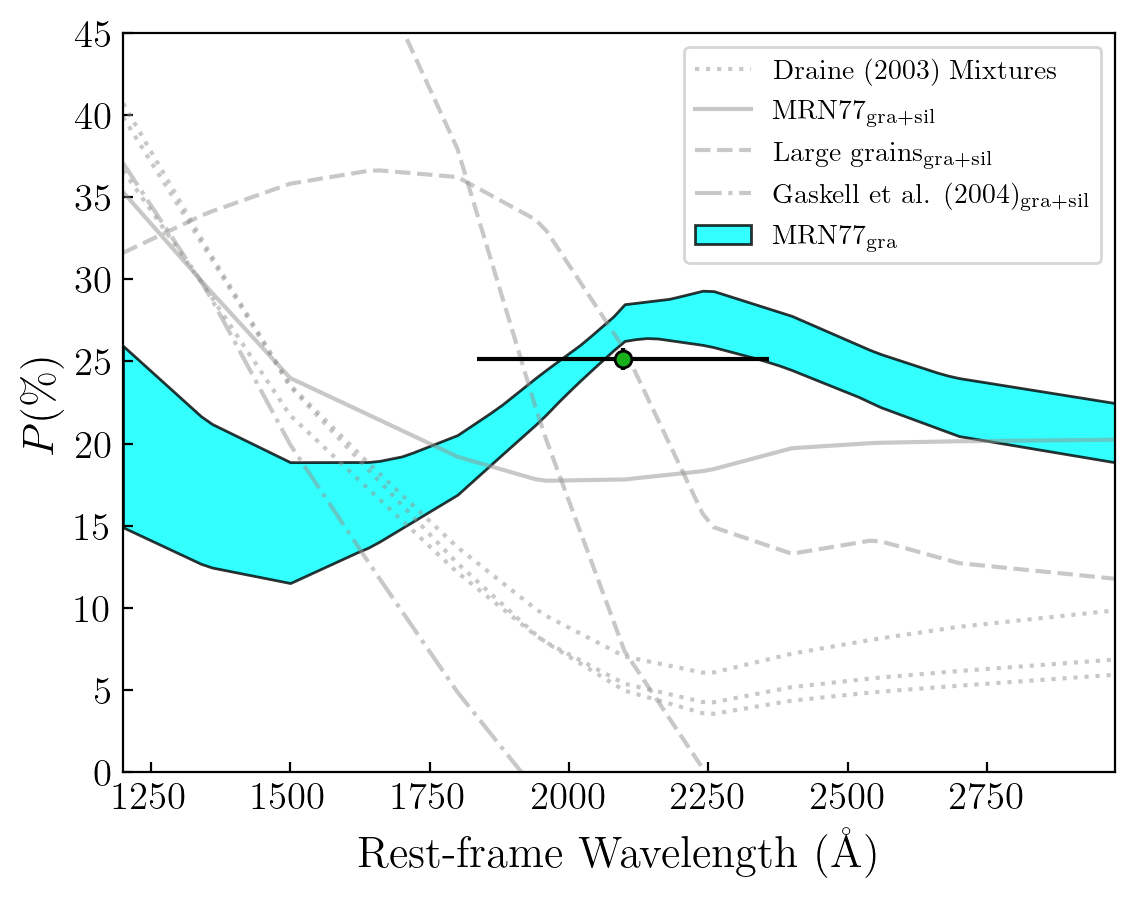 45
40
35
30
25
20
15
10
5
0
P(%)
Draine (2003) Mixtures
MRN77gra+sil
Large grainsgra+sil
Gaskell et al. (2004)gra+sil
MRN77gra
1250 1500 1750 2000 2250 2500 2750
Rest-frame Wavelength (Å)